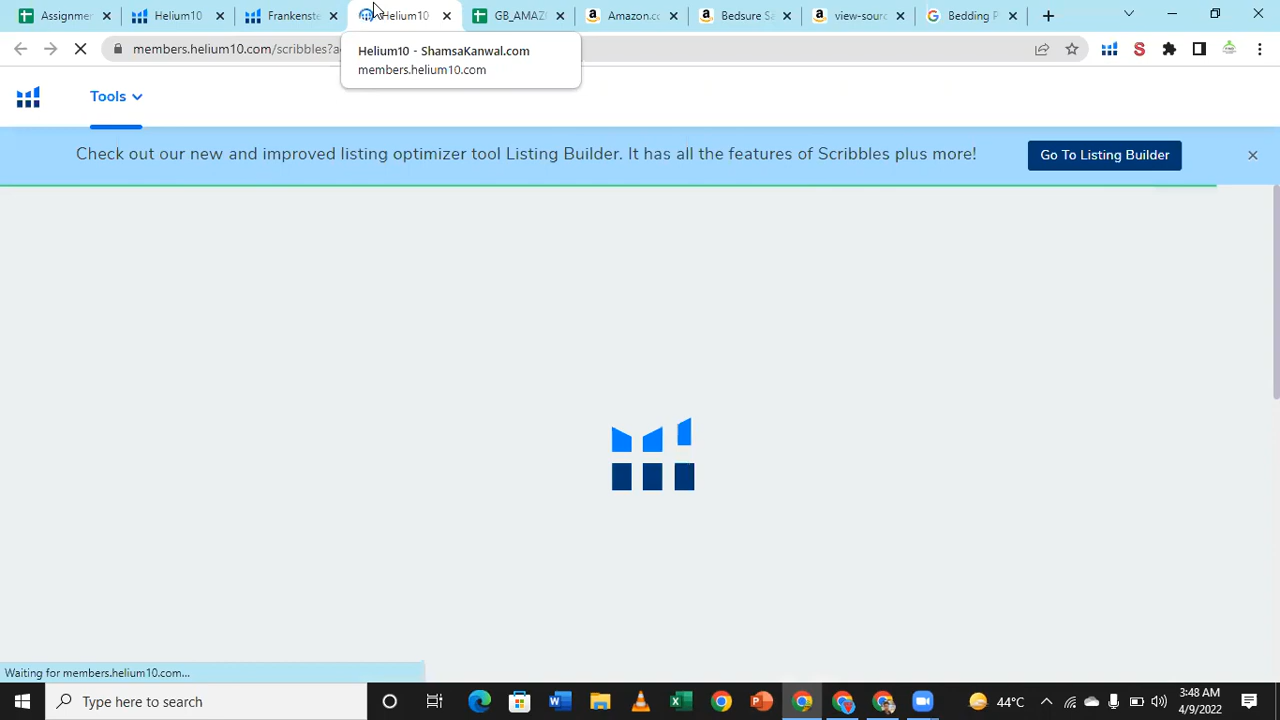 Assignm
Helium10
Frankenste
Helium10
GB_AMAZ
Amazon.co
Bedsure Sa
view-sourc
Bedding P
members.helium10.com/scribbles?a
Helium10 - ShamsaKanwal.com
members.helium10.com
Tools
Check out our new and improved listing optimizer tool Listing Builder. It has all the features of Scribbles plus more!
Go To Listing Builder
Waiting for members.helium10.com...
Type here to search
44°C
3:48 AM
4/9/2022